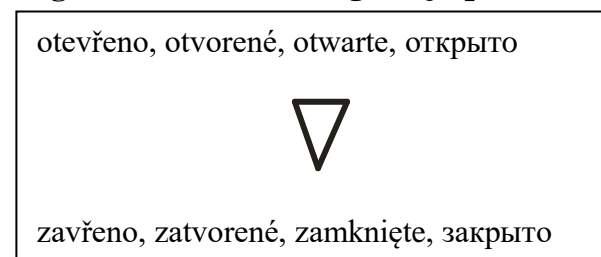 otevřeno, otvorené, otwarte, открыто
zavřeno, zatvorené, zamknięte, закрыто